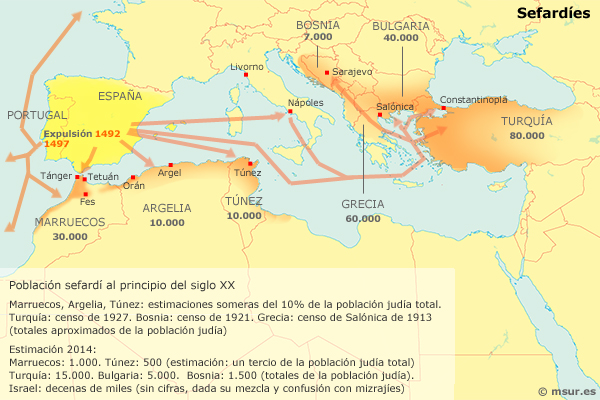 Sefardíes
BOSNIA
7.000
BULGARIA
40.000
Livorno
Sarajevo
ESPAÑA
Nápoles
Salónica
Constantinopla
PORTUGAL
TURQUÍA
80.000
Expulsión 1492
1497
Tánger
Tetuán
Orán
Argel
Túnez
Fes
MARRUECOS
30.000
ARGELIA
10.000
TÚNEZ
10.000
GRECIA
60.000
Población sefardí al principio del siglo XX
Marruecos, Argelia, Túnez: estimaciones someras del 10% de la población judía total.
Turquía: censo de 1927. Bosnia: censo de 1921. Grecia: censo de Salónica de 1913
(totales aproximados de la población judía)
Estimación 2014:
Marruecos: 1.000. Túnez: 500 (estimación: un tercio de la población judía total)
Turquía: 15.000. Bulgaria: 5.000. Bosnia: 1.500 (totales de la población judía).
Israel: decenas de miles (sin cifras, dada su mezcla y confusión con mizrajíes)
© msur.es